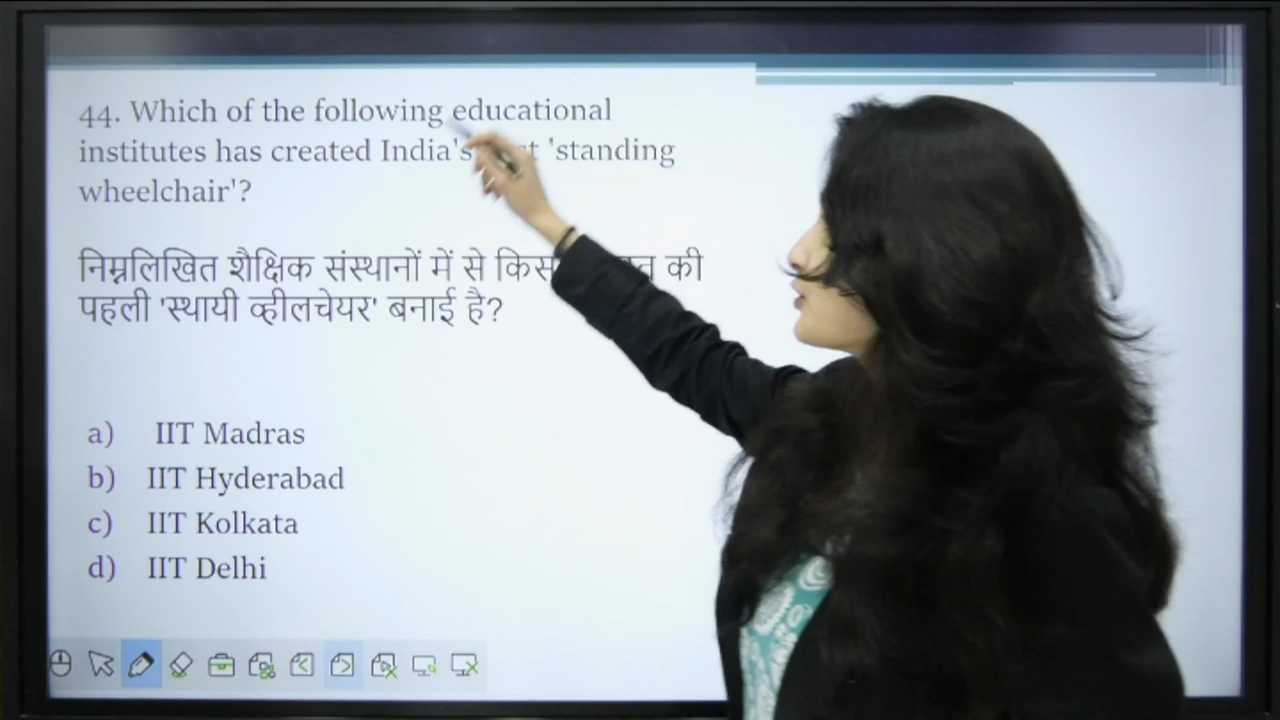 44. Which of the following educational
institutes has created India's 'standing
wheelchair'?
निम्नलिखित शैक्षिक संस्थानों में से की
पहली 'स्थायी व्हीलचेयर' बनाई है?
a) IIT Madras
b) IIT Hyderabad
c) IIT Kolkata
d) IIT Delhi